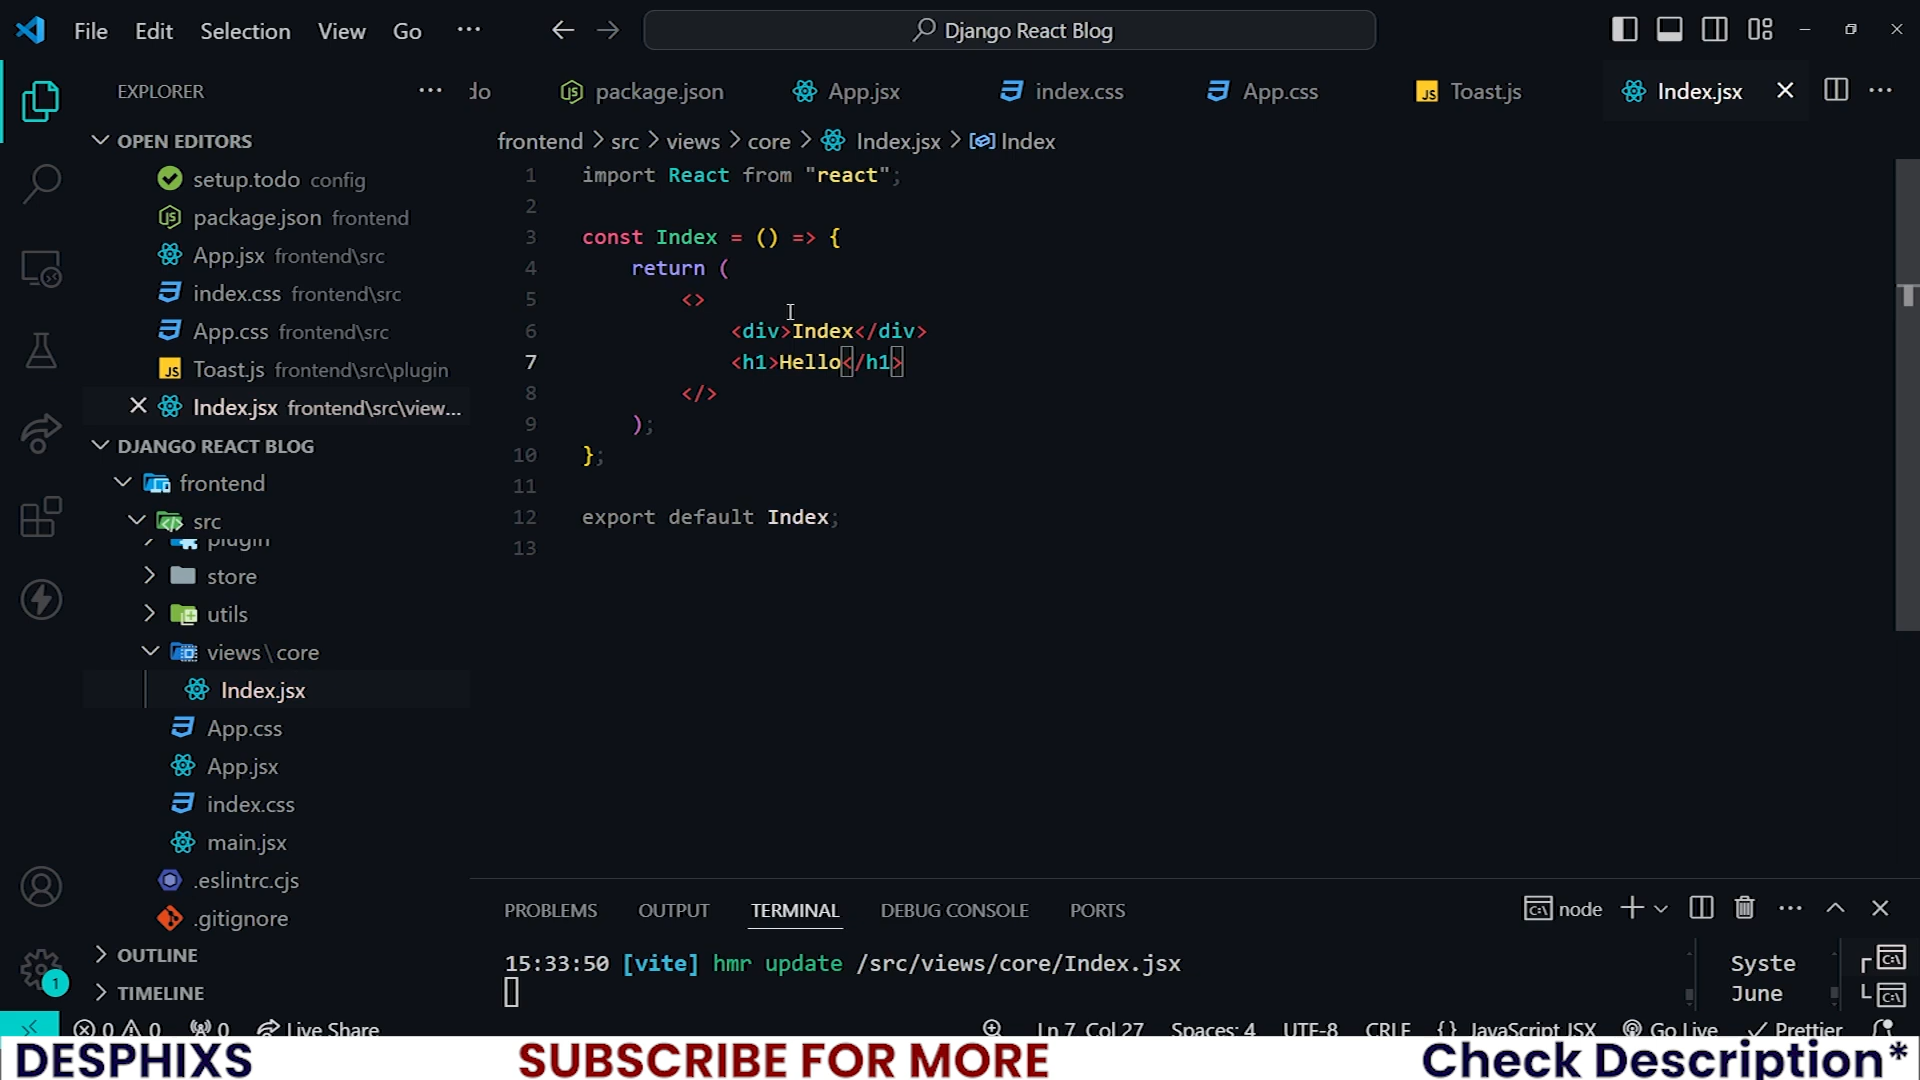 File Edit Selection View Go ··· Django React Blog
EXPLORER ···
do package.json App.jsx index.css App.css Toast.js Index.jsx ···
OPEN EDITORS
setup.todo config
package.json frontend
App.jsx frontend\src
index.css frontend\src
App.css frontend\src
Toast.js frontend\src\plugin
Index.jsx frontend\src\view...
DJANGO REACT BLOG
frontend
src
plugin
store
utils
views\core
Index.jsx
App.css
App.jsx
index.css
main.jsx
.eslintrc.cjs
.gitignore
OUTLINE
TIMELINE
1
frontend > src > views > core > Index.jsx > Index
1 import React from "react";
2
3 const Index = () => {
4 return (
5 <>
6 <div>Index</div>
7 <h1>Hello</h1>
8 </>
9 );
10 };
11
12 export default Index;
13
PROBLEMS OUTPUT TERMINAL DEBUG CONSOLE PORTS node ···
15:33:50 [vite] hmr update /src/views/core/Index.jsx
Syste
June
0 0 0 Live Share Ln 7, Col 27 Spaces: 4 UTF-8 CRLF {} JavaScript JSX Go Live Prettier
DESPHIXS SUBSCRIBE FOR MORE Check Description*